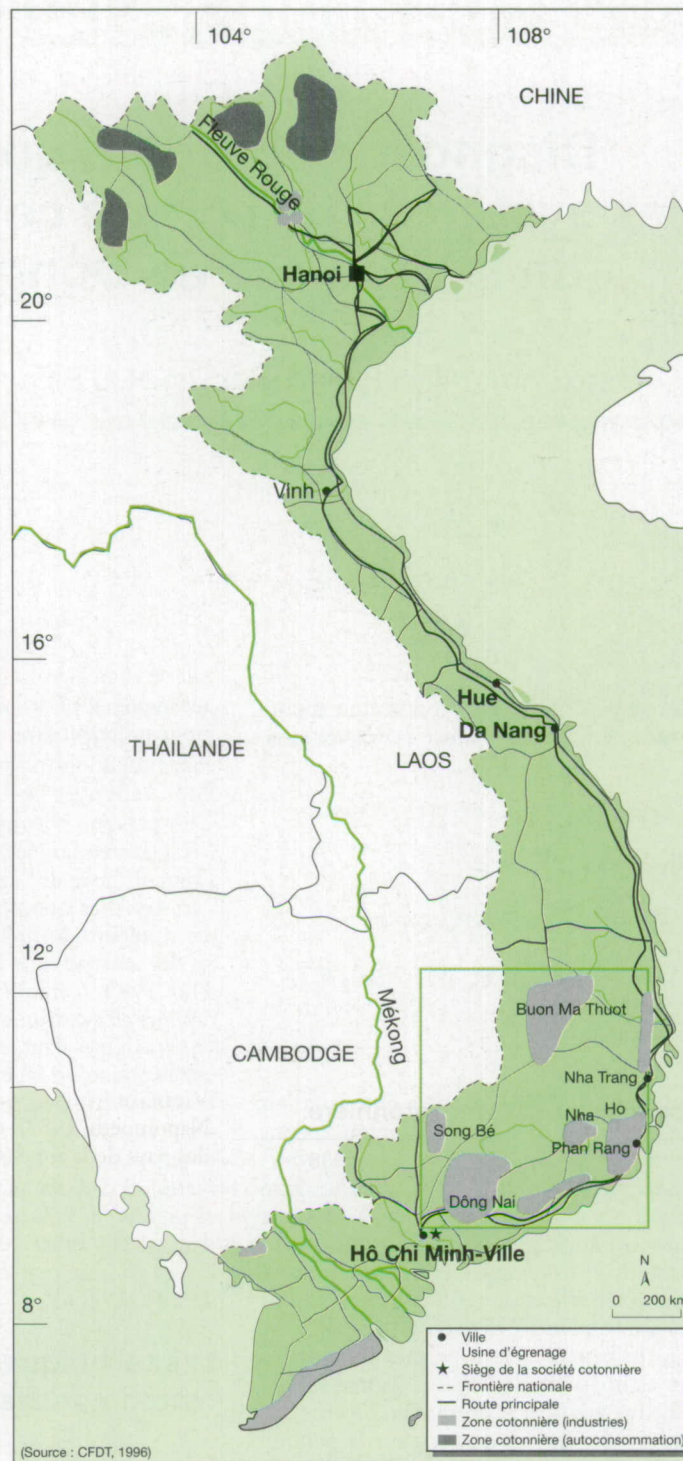 104°
108°
CHINE
Fleuve Rouge
Hanoi
20°
Vinh
16°
Hue
Da Nang
THAILANDE
LAOS
12°
Mékong
Buon Ma Thuot
CAMBODGE
Nha Trang
Nha Ho
Song Bé
Phan Rang
Dông Nai
Hô Chi Minh-Ville
N
0 200 km
8°
Ville
Usine d'égrenage
Siège de la société cotonnière
Frontière nationale
Route principale
Zone cotonnière (industries)
Zone cotonnière (autoconsommation)
(Source : CFDT, 1996)